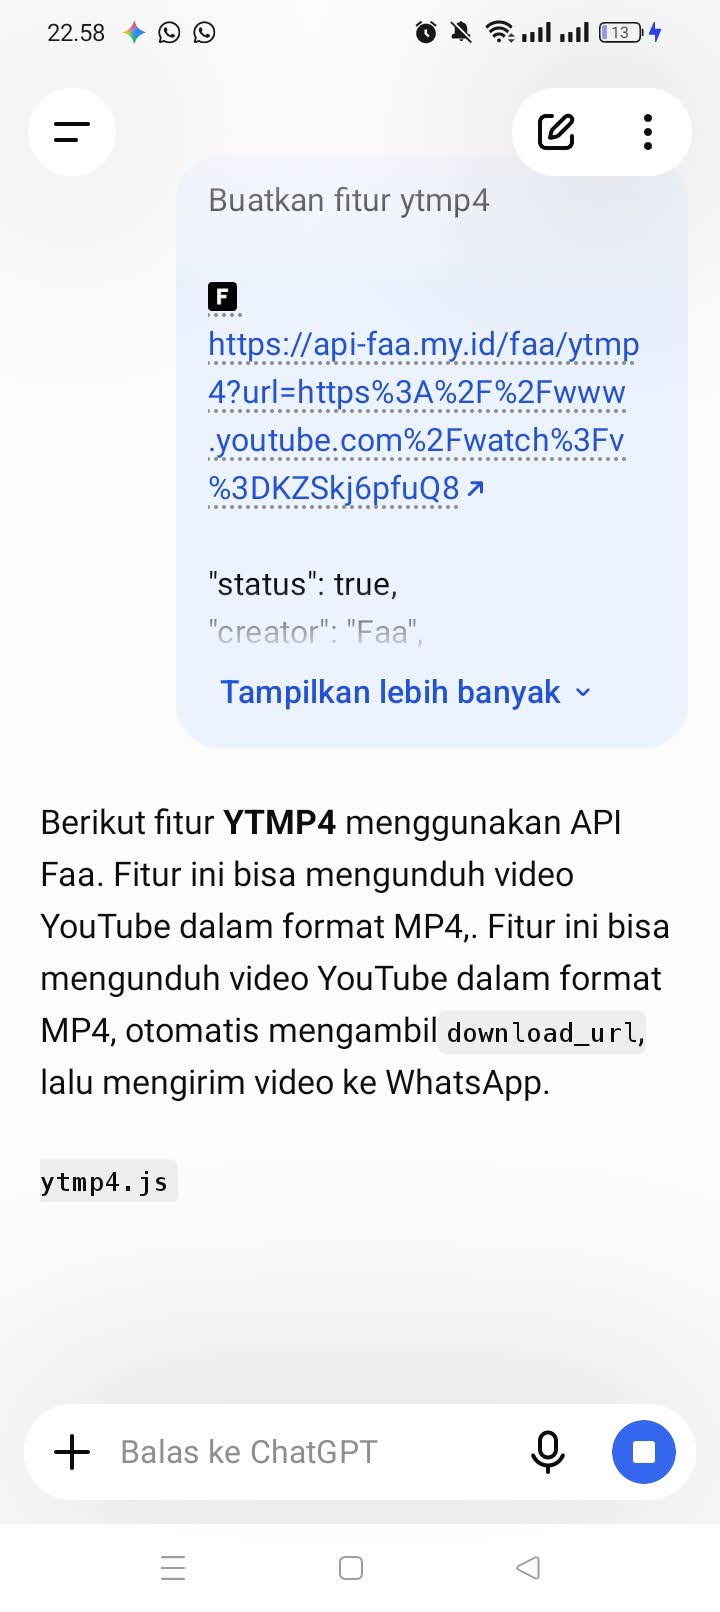 22.58
13
Buatkan fitur ytmp4
F
https://api-faa.my.id/faa/ytmp
4?url=https%3A%2F%2Fwww
.youtube.com%2Fwatch%3Fv
%3DKZSkj6pfuQ8
"status": true,
"creator": "Faa",
Tampilkan lebih banyak
Berikut fitur YTMP4 menggunakan API
Faa. Fitur ini bisa mengunduh video
YouTube dalam format MP4,. Fitur ini bisa
mengunduh video YouTube dalam format
MP4, otomatis mengambil download_url,
lalu mengirim video ke WhatsApp.
ytmp4.js
Balas ke ChatGPT